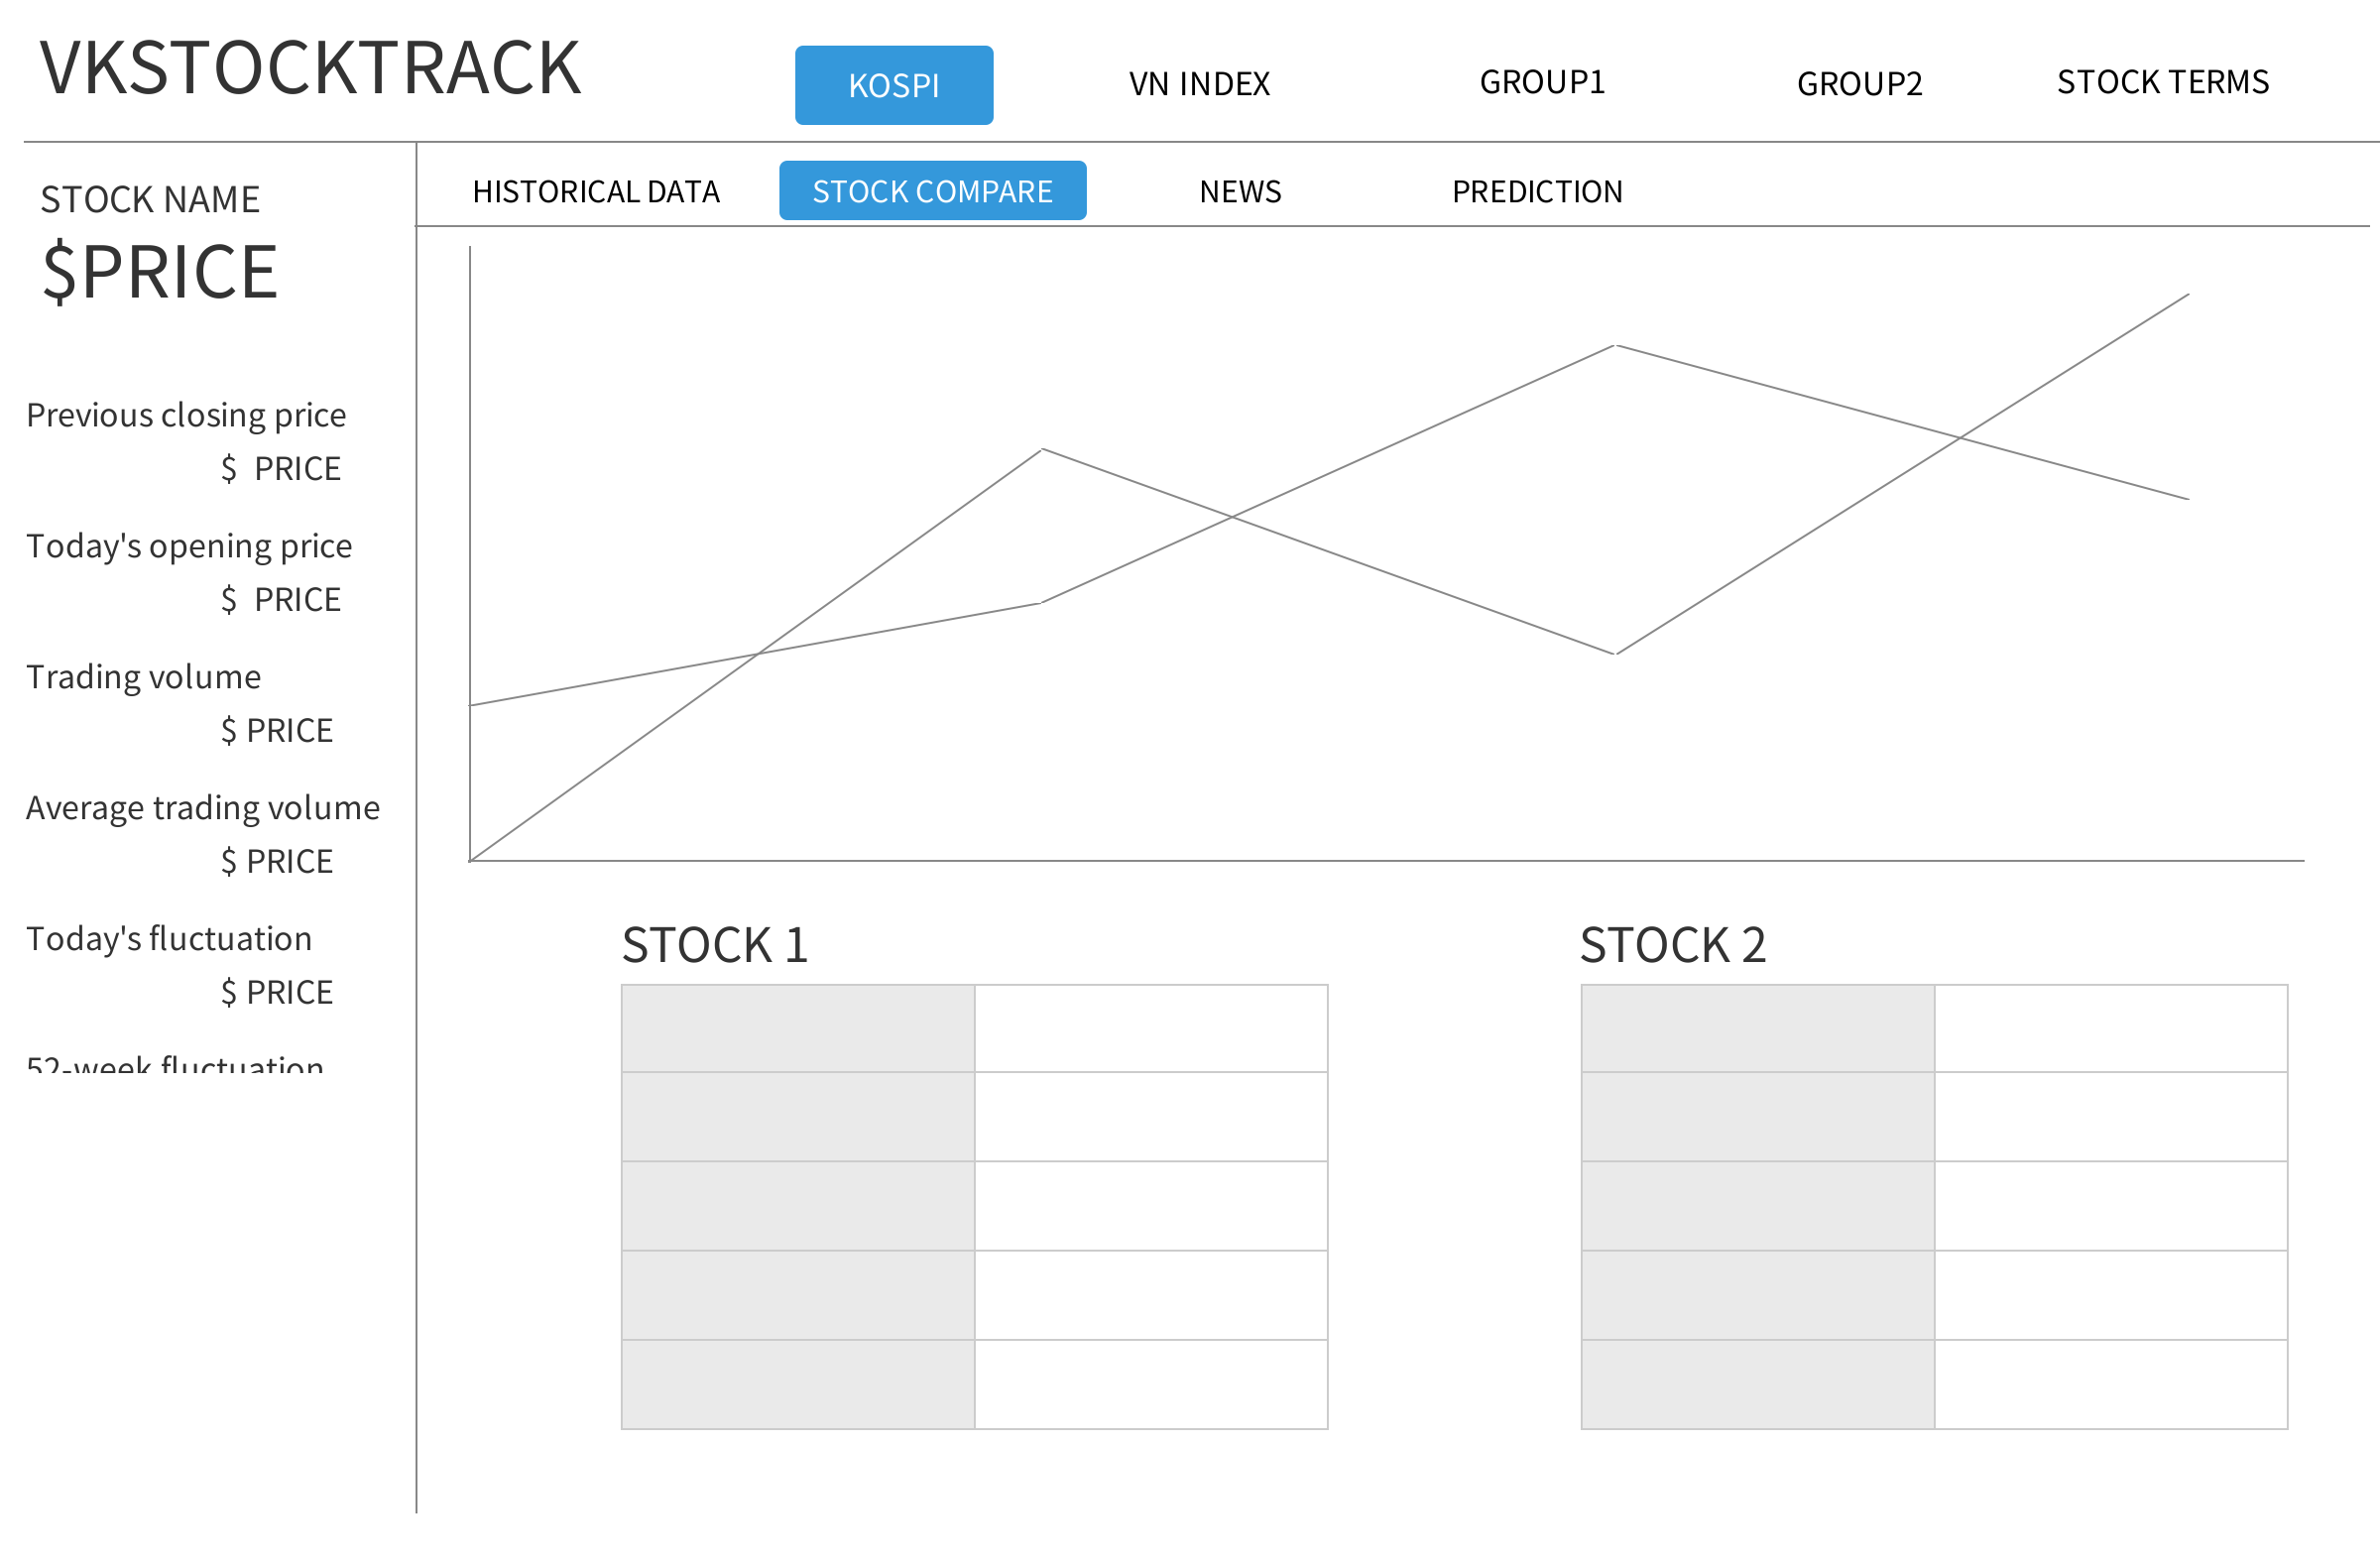 VKSTOCKTRACK
KOSPI
VN INDEX
GROUP1
GROUP2
STOCK TERMS
HISTORICAL DATA
STOCK COMPARE
NEWS
PREDICTION
STOCK NAME
$PRICE
Previous closing price
$ PRICE
Today's opening price
$ PRICE
Trading volume
$ PRICE
Average trading volume
$ PRICE
Today's fluctuation
$ PRICE
52-week fluctuation
STOCK 1
STOCK 2